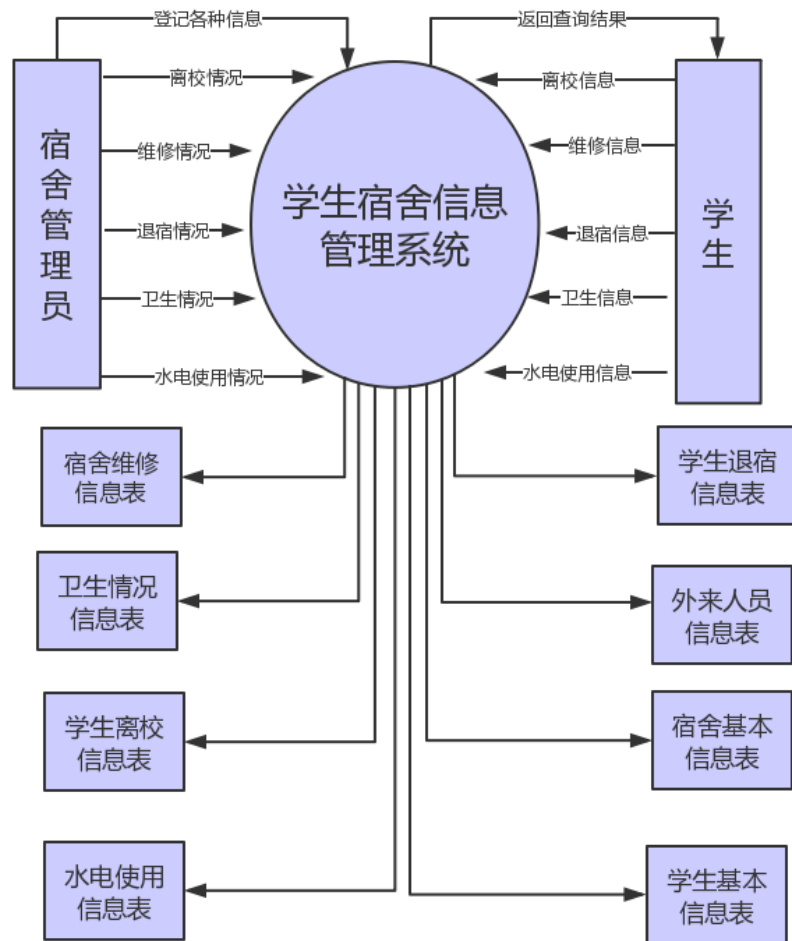 登记各种信息
返回查询结果
离校情况
离校信息
宿舍管理员
维修情况
维修信息
学生宿舍信息
管理系统
学生
退宿情况
退宿信息
卫生情况
卫生信息
水电使用情况
水电使用信息
宿舍维修
信息表
学生退宿
信息表
卫生情况
信息表
外来人员
信息表
学生离校
信息表
宿舍基本
信息表
水电使用
信息表
学生基本
信息表